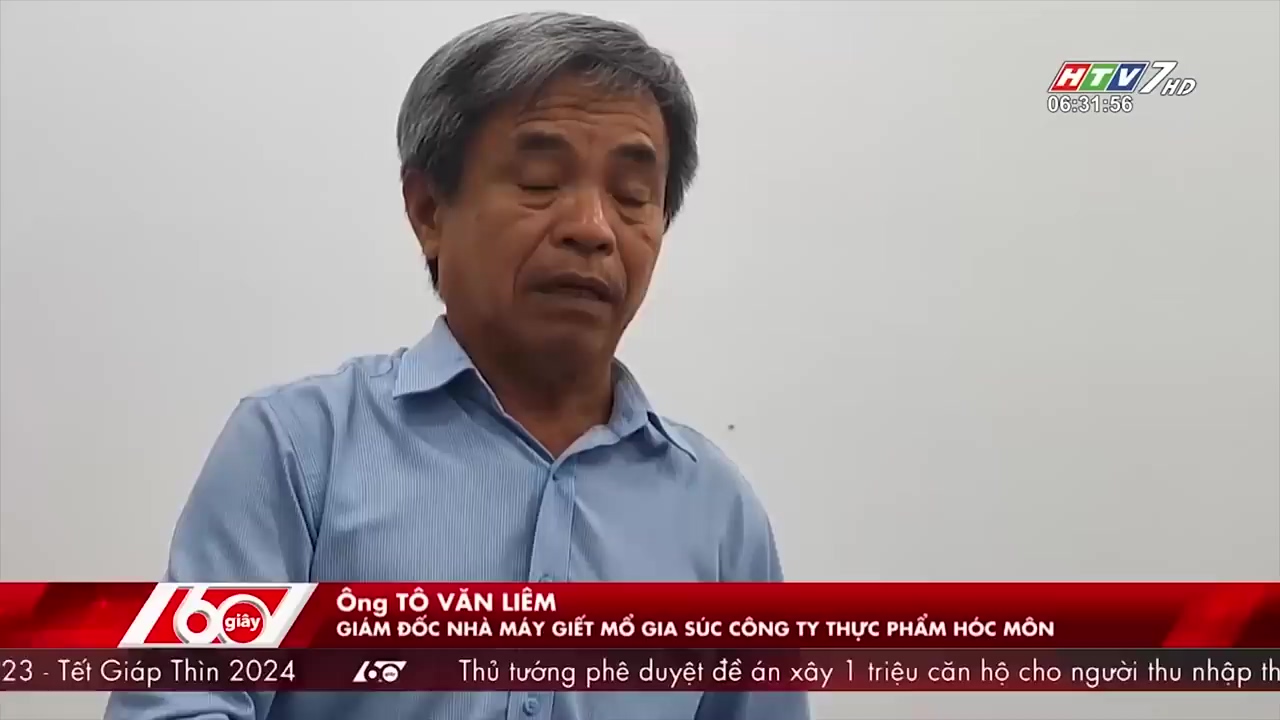 HTV7HD
06:31:56
60 giây
Ông TÔ VĂN LIÊM
GIÁM ĐỐC NHÀ MÁY GIẾT MỔ GIA SÚC CÔNG TY THỰC PHẨM HÓC MÔN
23 - Tết Giáp Thìn 2024 60 giây Thủ tướng phê duyệt đề án xây 1 triệu căn hộ cho người thu nhập th